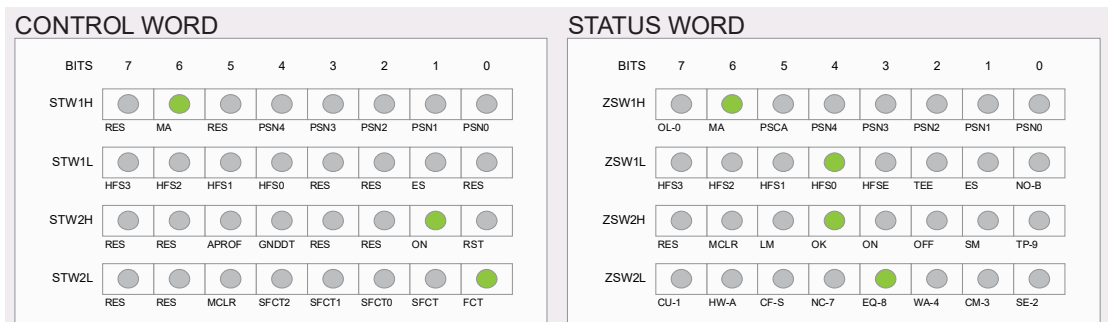 CONTROL WORD
BITS 7 6 5 4 3 2 1 0
STW1H
RES MA RES PSN4 PSN3 PSN2 PSN1 PSN0
STW1L
HFS3 HFS2 HFS1 HFS0 RES RES ES RES
STW2H
RES RES APROF GNDDT RES RES ON RST
STW2L
RES RES MCLR SFCT2 SFCT1 SFCT0 SFCT FCT
STATUS WORD
BITS 7 6 5 4 3 2 1 0
ZSW1H
OL-0 MA PSCA PSN4 PSN3 PSN2 PSN1 PSN0
ZSW1L
HFS3 HFS2 HFS1 HFS0 HFSE TEE ES NO-B
ZSW2H
RES MCLR LM OK ON OFF SM TP-9
ZSW2L
CU-1 HW-A CF-S NC-7 EQ-8 WA-4 CM-3 SE-2